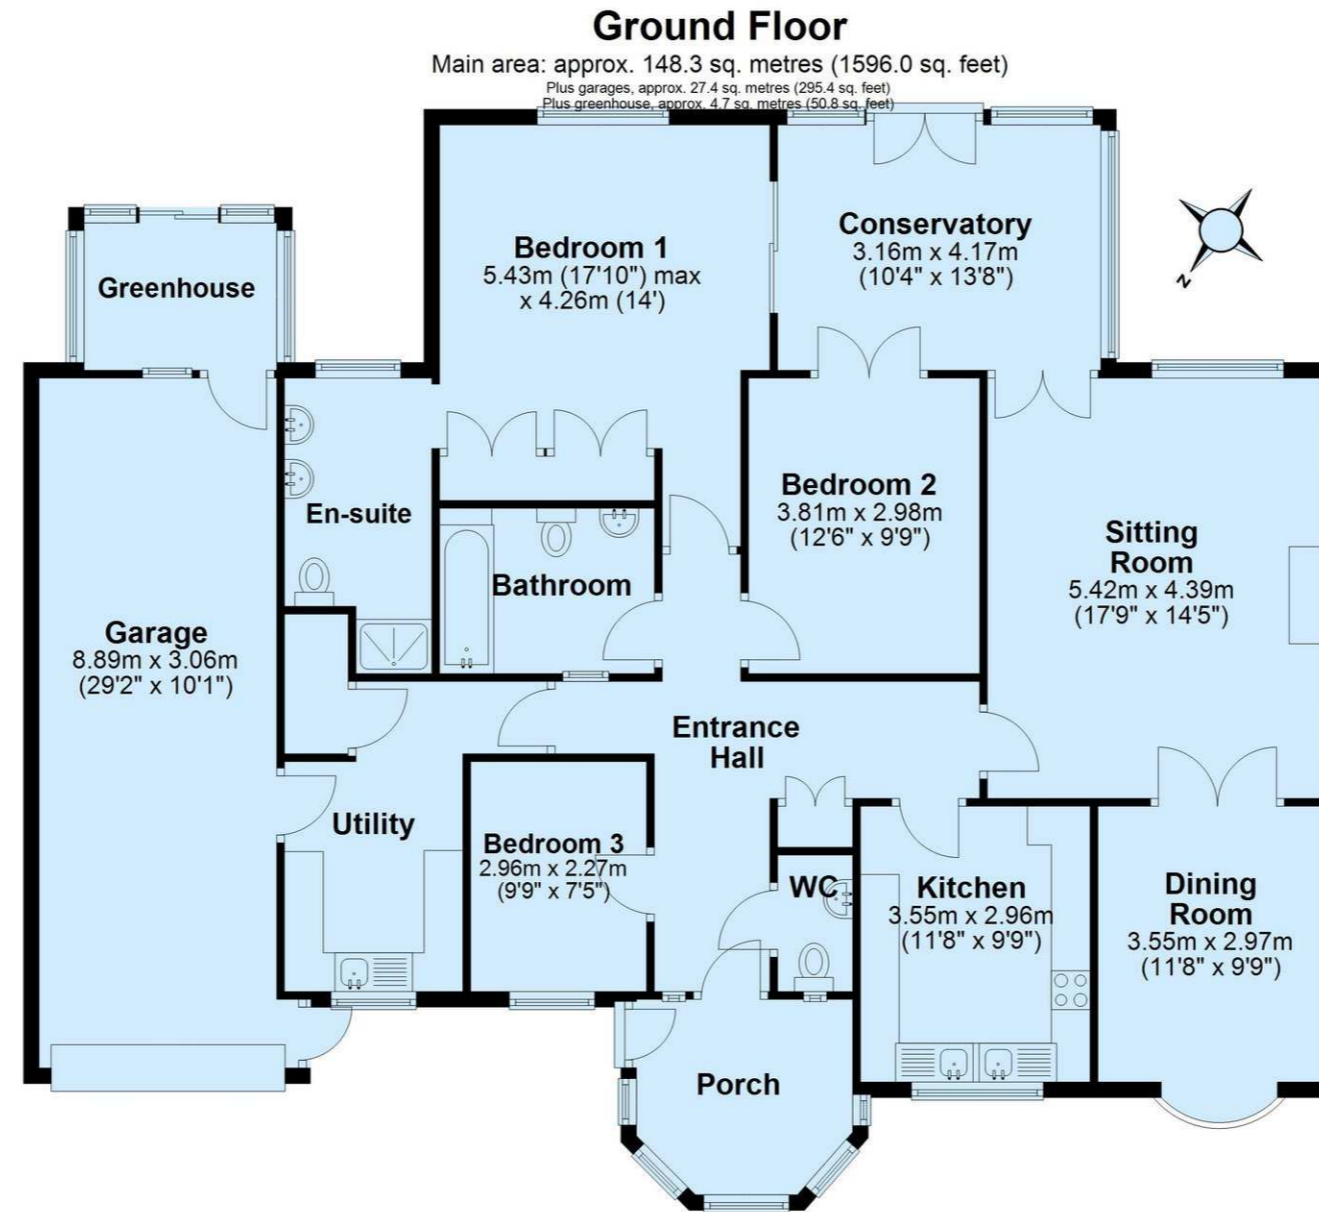 Ground Floor
Main area: approx. 148.3 sq. metres (1596.0 sq. feet)
Plus garages, approx. 27.4 sq. metres (295.4 sq. feet)
Plus greenhouse, approx. 4.7 sq. metres (50.8 sq. feet)
Greenhouse
Bedroom 1
5.43m (17'10") max
x 4.26m (14')
Conservatory
3.16m x 4.17m
(10'4" x 13'8")
N
En-suite
Bathroom
Bedroom 2
3.81m x 2.98m
(12'6" x 9'9")
Sitting
Room
5.42m x 4.39m
(17'9" x 14'5")
Garage
8.89m x 3.06m
(29'2" x 10'1")
Entrance
Hall
Utility
Bedroom 3
2.96m x 2.27m
(9'9" x 7'5")
WC
Kitchen
3.55m x 2.96m
(11'8" x 9'9")
Dining
Room
3.55m x 2.97m
(11'8" x 9'9")
Porch